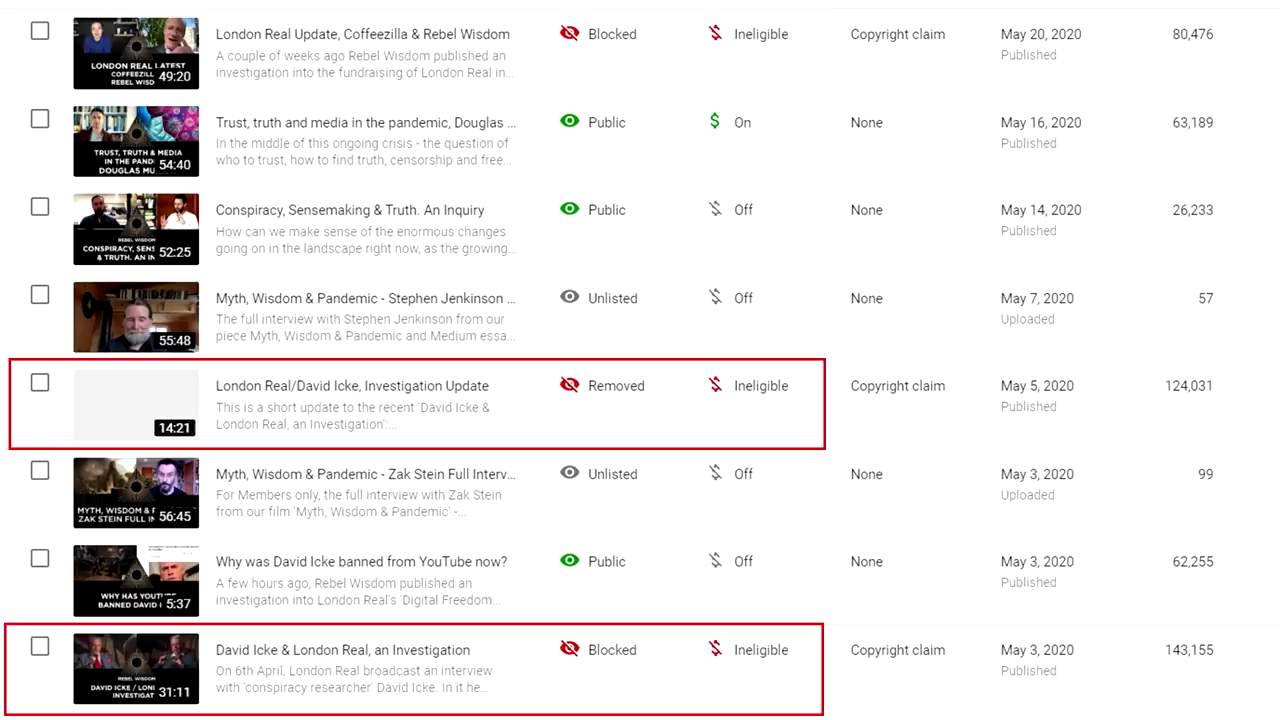 London Real Update, Coffeezilla & Rebel Wisdom
A couple of weeks ago Rebel Wisdom published an
investigation into the fundraising of London Real in...
LONDON REAL LATEST
COFFEEZILL
REBEL WISD
49:20
Blocked
Ineligible
Copyright claim
May 20, 2020
Published
80,476
Trust, truth and media in the pandemic, Douglas ...
In the middle of this ongoing crisis - the question of
who to trust, how to find truth, censorship and free...
TRUST, TRUTH & MEDIA
IN THE PAND
DOUGLAS MU
54:40
Public
On
None
May 16, 2020
Published
63,189
Conspiracy, Sensemaking & Truth. An Inquiry
How can we make sense of the enormous changes
going on in the landscape right now, as the growing...
REBEL WISDOM
CONSPIRACY, SENS
& TRUTH. AN IN
52:25
Public
Off
None
May 14, 2020
Published
26,233
Myth, Wisdom & Pandemic - Stephen Jenkinson ...
The full interview with Stephen Jenkinson from our
piece Myth, Wisdom & Pandemic and Medium essa...
55:48
Unlisted
Off
None
May 7, 2020
Uploaded
57
London Real/David Icke, Investigation Update
This is a short update to the recent 'David Icke &
London Real, an Investigation':...
14:21
Removed
Ineligible
Copyright claim
May 5, 2020
Published
124,031
Myth, Wisdom & Pandemic - Zak Stein Full Interv...
For Members only, the full interview with Zak Stein
from our film 'Myth, Wisdom & Pandemic' -...
MYTH, WISDOM & P
ZAK STEIN FULL IN
56:45
Unlisted
Off
None
May 3, 2020
Uploaded
99
Why was David Icke banned from YouTube now?
A few hours ago, Rebel Wisdom published an
investigation into London Real's 'Digital Freedom...
WHY HAS YOUT
BANNED DAVID I
5:37
Public
Off
None
May 3, 2020
Published
62,255
David Icke & London Real, an Investigation
On 6th April, London Real broadcast an interview
with 'conspiracy researcher' David Icke. In it he...
REBEL WISDOM
DAVID ICKE / LON
INVESTIGAT
31:11
Blocked
Ineligible
Copyright claim
May 3, 2020
Published
143,155